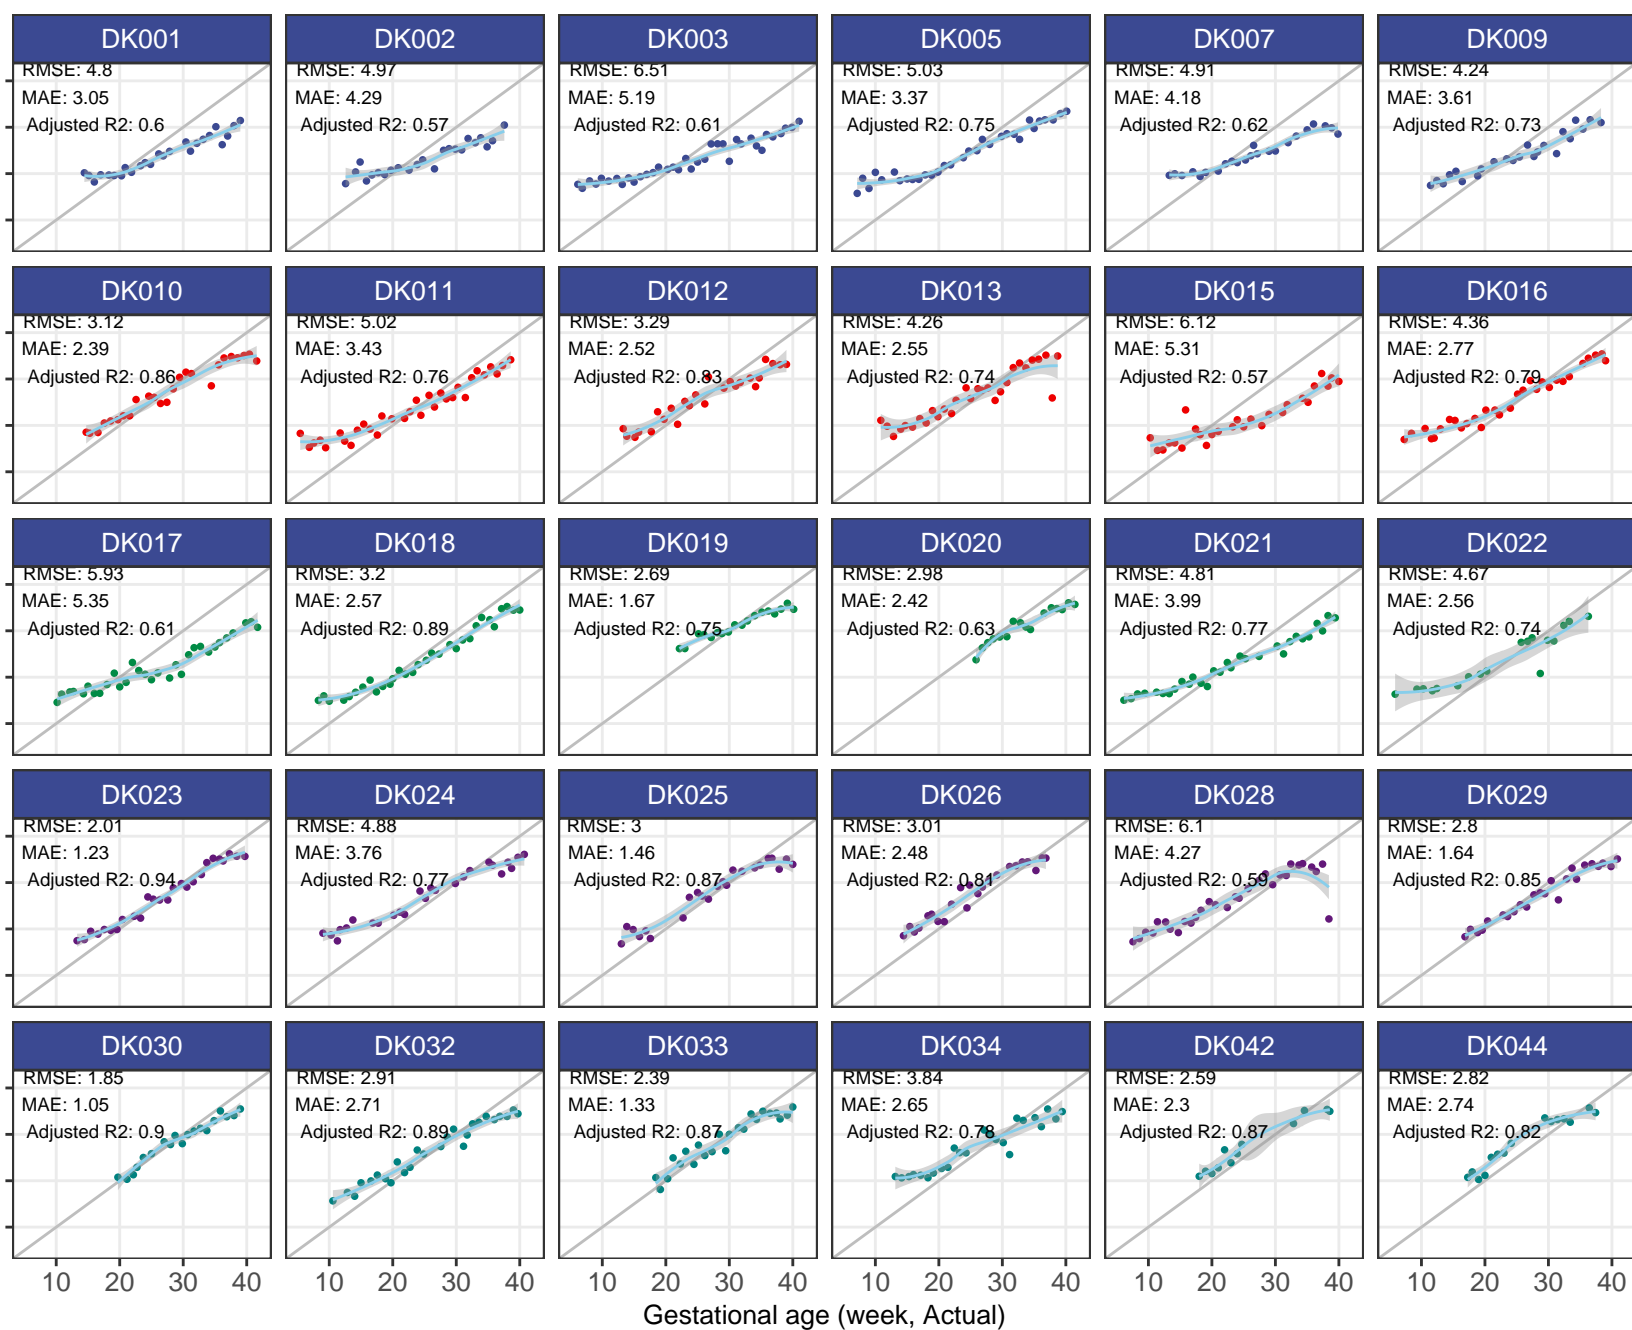 DK001 DK002 DK003 DK005 DK007 DK009
RMSE: 4.8 RMSE: 4.97 RMSE: 6.51 RMSE: 5.03 RMSE: 4.91 RMSE: 4.24
MAE: 3.05 MAE: 4.29 MAE: 5.19 MAE: 3.37 MAE: 4.18 MAE: 3.61
Adjusted R2: 0.6 Adjusted R2: 0.57 Adjusted R2: 0.61 Adjusted R2: 0.75 Adjusted R2: 0.62 Adjusted R2: 0.73
DK010 DK011 DK012 DK013 DK015 DK016
RMSE: 3.12 RMSE: 5.02 RMSE: 3.29 RMSE: 4.26 RMSE: 6.12 RMSE: 4.36
MAE: 2.39 MAE: 3.43 MAE: 2.52 MAE: 2.55 MAE: 5.31 MAE: 2.77
Adjusted R2: 0.86 Adjusted R2: 0.76 Adjusted R2: 0.83 Adjusted R2: 0.74 Adjusted R2: 0.57 Adjusted R2: 0.79
DK017 DK018 DK019 DK020 DK021 DK022
RMSE: 5.93 RMSE: 3.2 RMSE: 2.69 RMSE: 2.98 RMSE: 4.81 RMSE: 4.67
MAE: 5.35 MAE: 2.57 MAE: 1.67 MAE: 2.42 MAE: 3.99 MAE: 2.56
Adjusted R2: 0.61 Adjusted R2: 0.89 Adjusted R2: 0.75 Adjusted R2: 0.63 Adjusted R2: 0.77 Adjusted R2: 0.74
DK023 DK024 DK025 DK026 DK028 DK029
RMSE: 2.01 RMSE: 4.88 RMSE: 3 RMSE: 3.01 RMSE: 6.1 RMSE: 2.8
MAE: 1.23 MAE: 3.76 MAE: 1.46 MAE: 2.48 MAE: 4.27 MAE: 1.64
Adjusted R2: 0.94 Adjusted R2: 0.77 Adjusted R2: 0.87 Adjusted R2: 0.81 Adjusted R2: 0.59 Adjusted R2: 0.85
DK030 DK032 DK033 DK034 DK042 DK044
RMSE: 1.85 RMSE: 2.91 RMSE: 2.39 RMSE: 3.84 RMSE: 2.59 RMSE: 2.82
MAE: 1.05 MAE: 2.71 MAE: 1.33 MAE: 2.65 MAE: 2.3 MAE: 2.74
Adjusted R2: 0.9 Adjusted R2: 0.89 Adjusted R2: 0.87 Adjusted R2: 0.78 Adjusted R2: 0.87 Adjusted R2: 0.82
10 20 30 40 10 20 30 40 10 20 30 40 10 20 30 40 10 20 30 40 10 20 30 40
Gestational age (week, Actual)